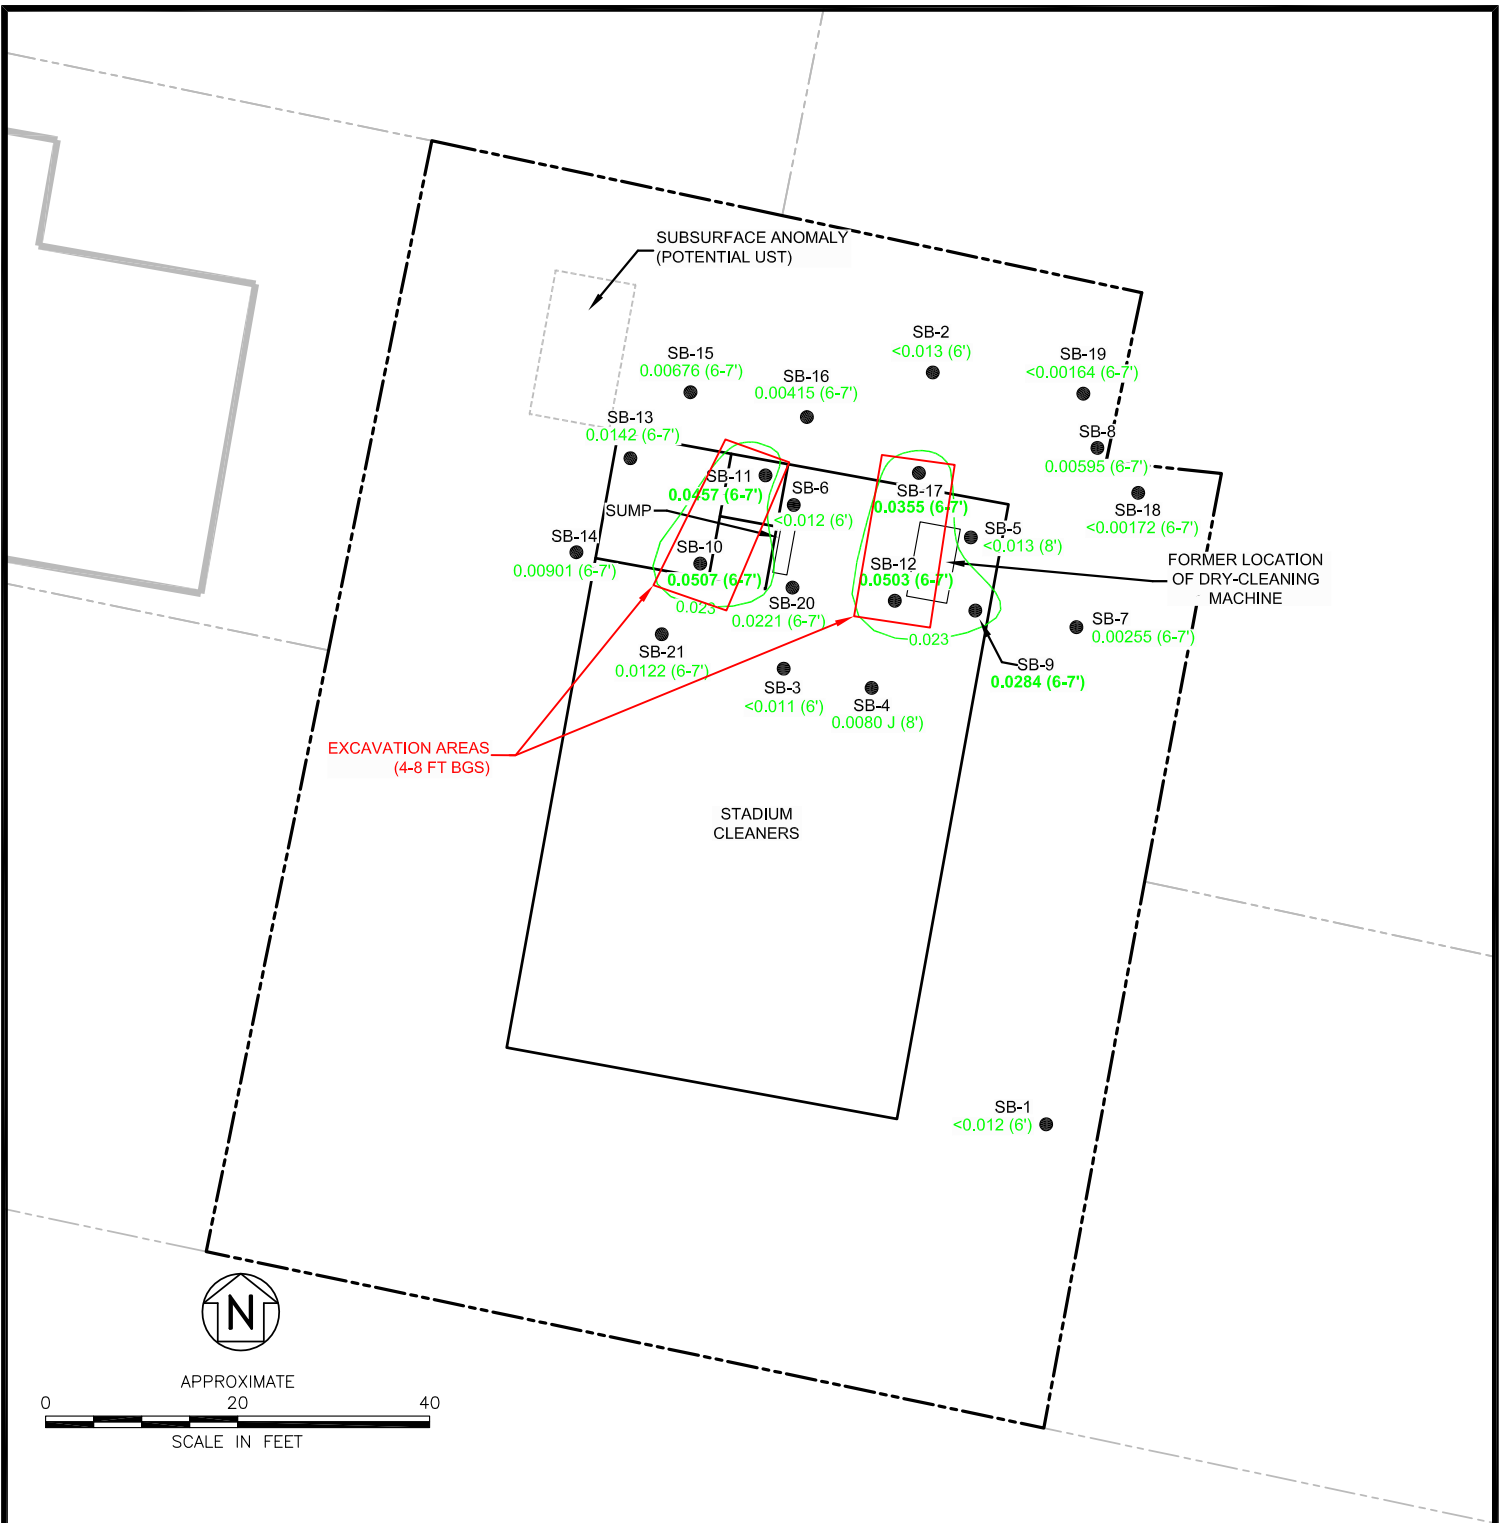 SUBSURFACE ANOMALY
(POTENTIAL UST)
SB-2
<0.013 (6')
SB-15
0.00676 (6-7')
SB-16
0.00415 (6-7')
SB-19
<0.00164 (6-7')
SB-13
0.0142 (6-7')
SB-8
0.00595 (6-7')
SB-11
0.0457 (6-7')
SB-6
<0.012 (6')
SB-17
0.0355 (6-7')
SUMP
SB-18
<0.00172 (6-7')
SB-14
0.00901 (6-7')
SB-10
0.0507 (6-7')
0.023
SB-5
<0.013 (8')
SB-12
0.0503 (6-7')
0.023
FORMER LOCATION
OF DRY-CLEANING
MACHINE
SB-20
0.0221 (6-7')
SB-7
0.00255 (6-7')
SB-21
0.0122 (6-7')
SB-3
<0.011 (6')
SB-4
0.0080 J (8')
SB-9
0.0284 (6-7')
EXCAVATION AREAS
(4-8 FT BGS)
STADIUM
CLEANERS
SB-1
<0.012 (6')
N
APPROXIMATE
0 20 40
SCALE IN FEET